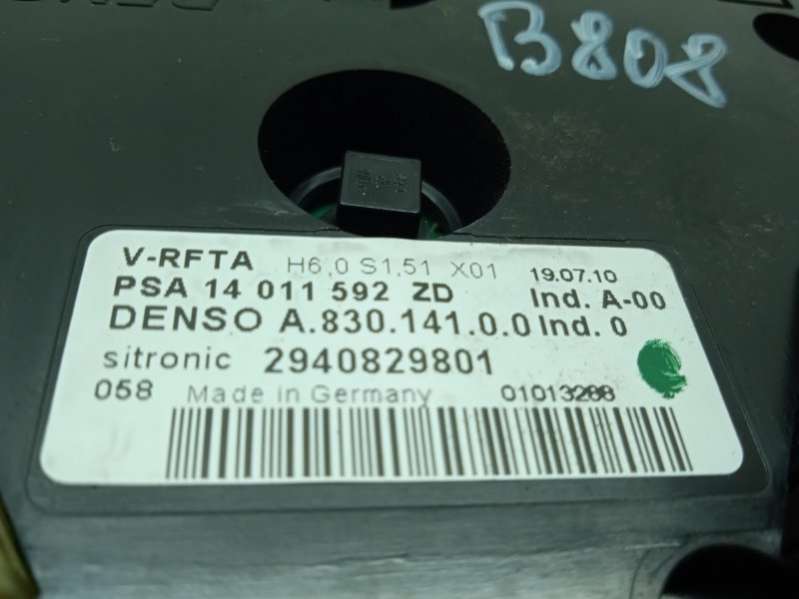 B808
V-RFTA H6.0 S1.51 X01 19.07.10
PSA 14 011 592 ZD Ind. A-00
DENSO A.830.141.0.0 Ind. 0
sitronic 2940829801
058 Made in Germany